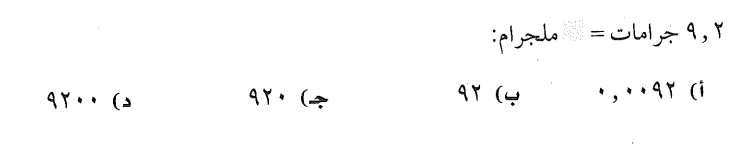 ٩,٢ جرامات = ملجرام:
أ) ٠,٠٠٩٢ ب) ٩٢ جـ) ٩٢٠ د) ٩٢٠٠